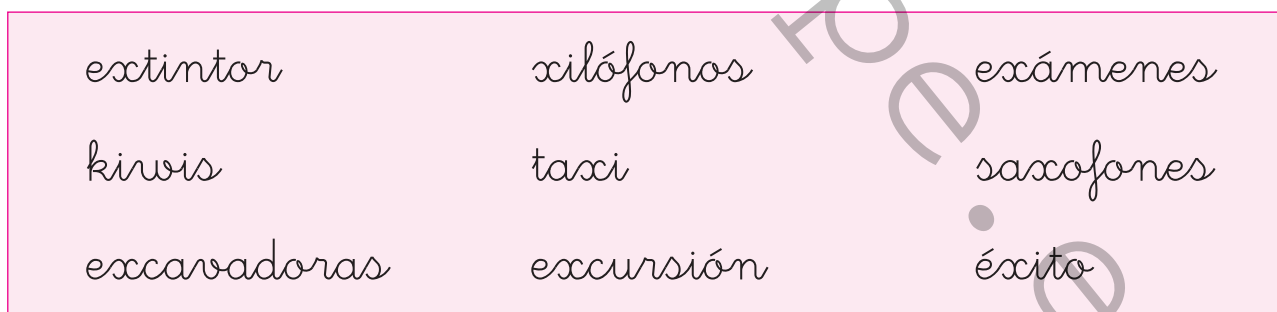 extintor xilófonos exámenes
kiwis taxi saxofones
excavadoras excursión éxito